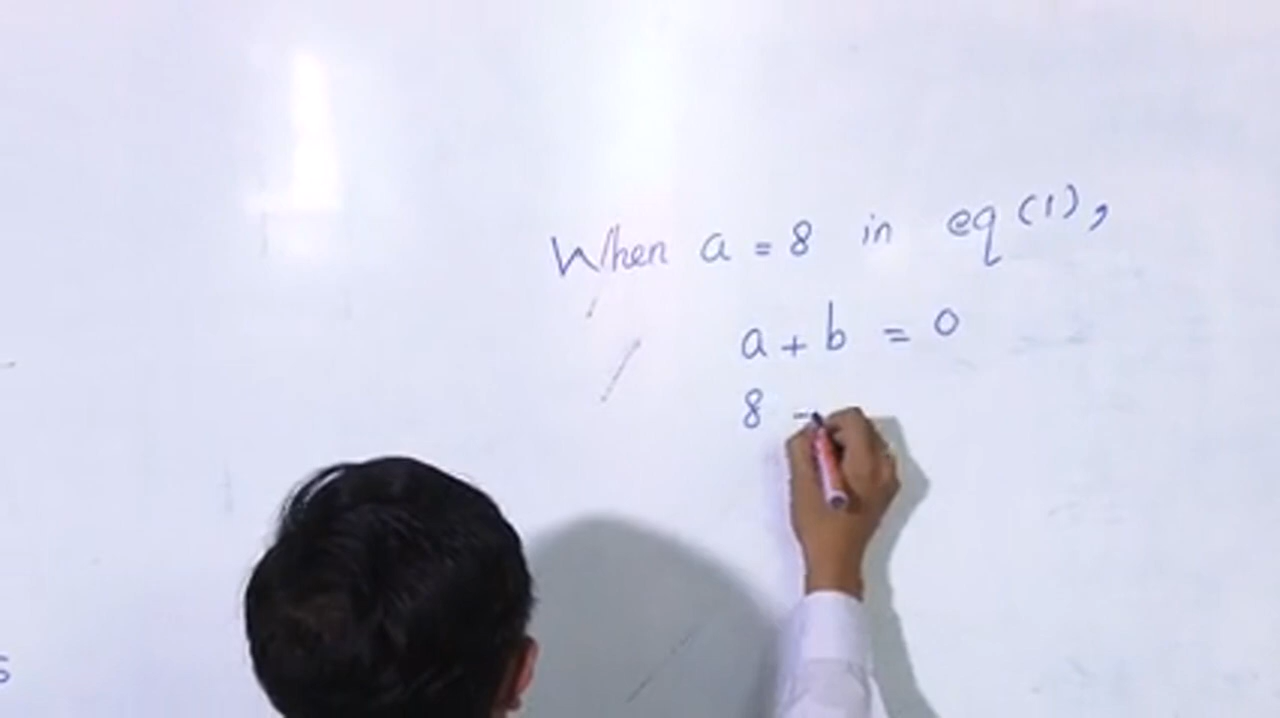 When a = 8 in eq (1),
a + b = 0
8 -